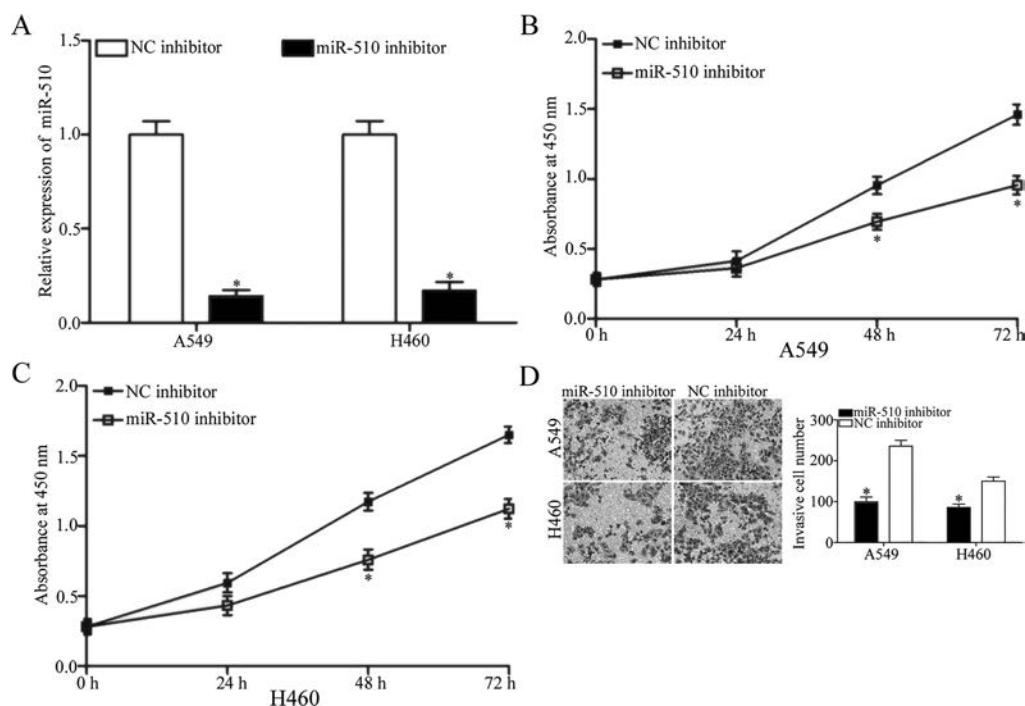 A
NC inhibitor
miR-510 inhibitor
Relative expression of miR-510
1.5
1.0
0.5
0.0
A549
H460
B
NC inhibitor
miR-510 inhibitor
Absorbance at 450 nm
2.0
1.5
1.0
0.5
0.0
*
*
0 h
24 h
48 h
72 h
A549
*
*
C
NC inhibitor
miR-510 inhibitor
Absorbance at 450 nm
2.0
1.5
1.0
0.5
0.0
*
*
0 h
24 h
48 h
72 h
H460
D
miR-510 inhibitor
NC inhibitor
A549
H460
miR-510 inhibitor
NC inhibitor
Invasive cell number
300
200
100
0
*
*
A549
H460